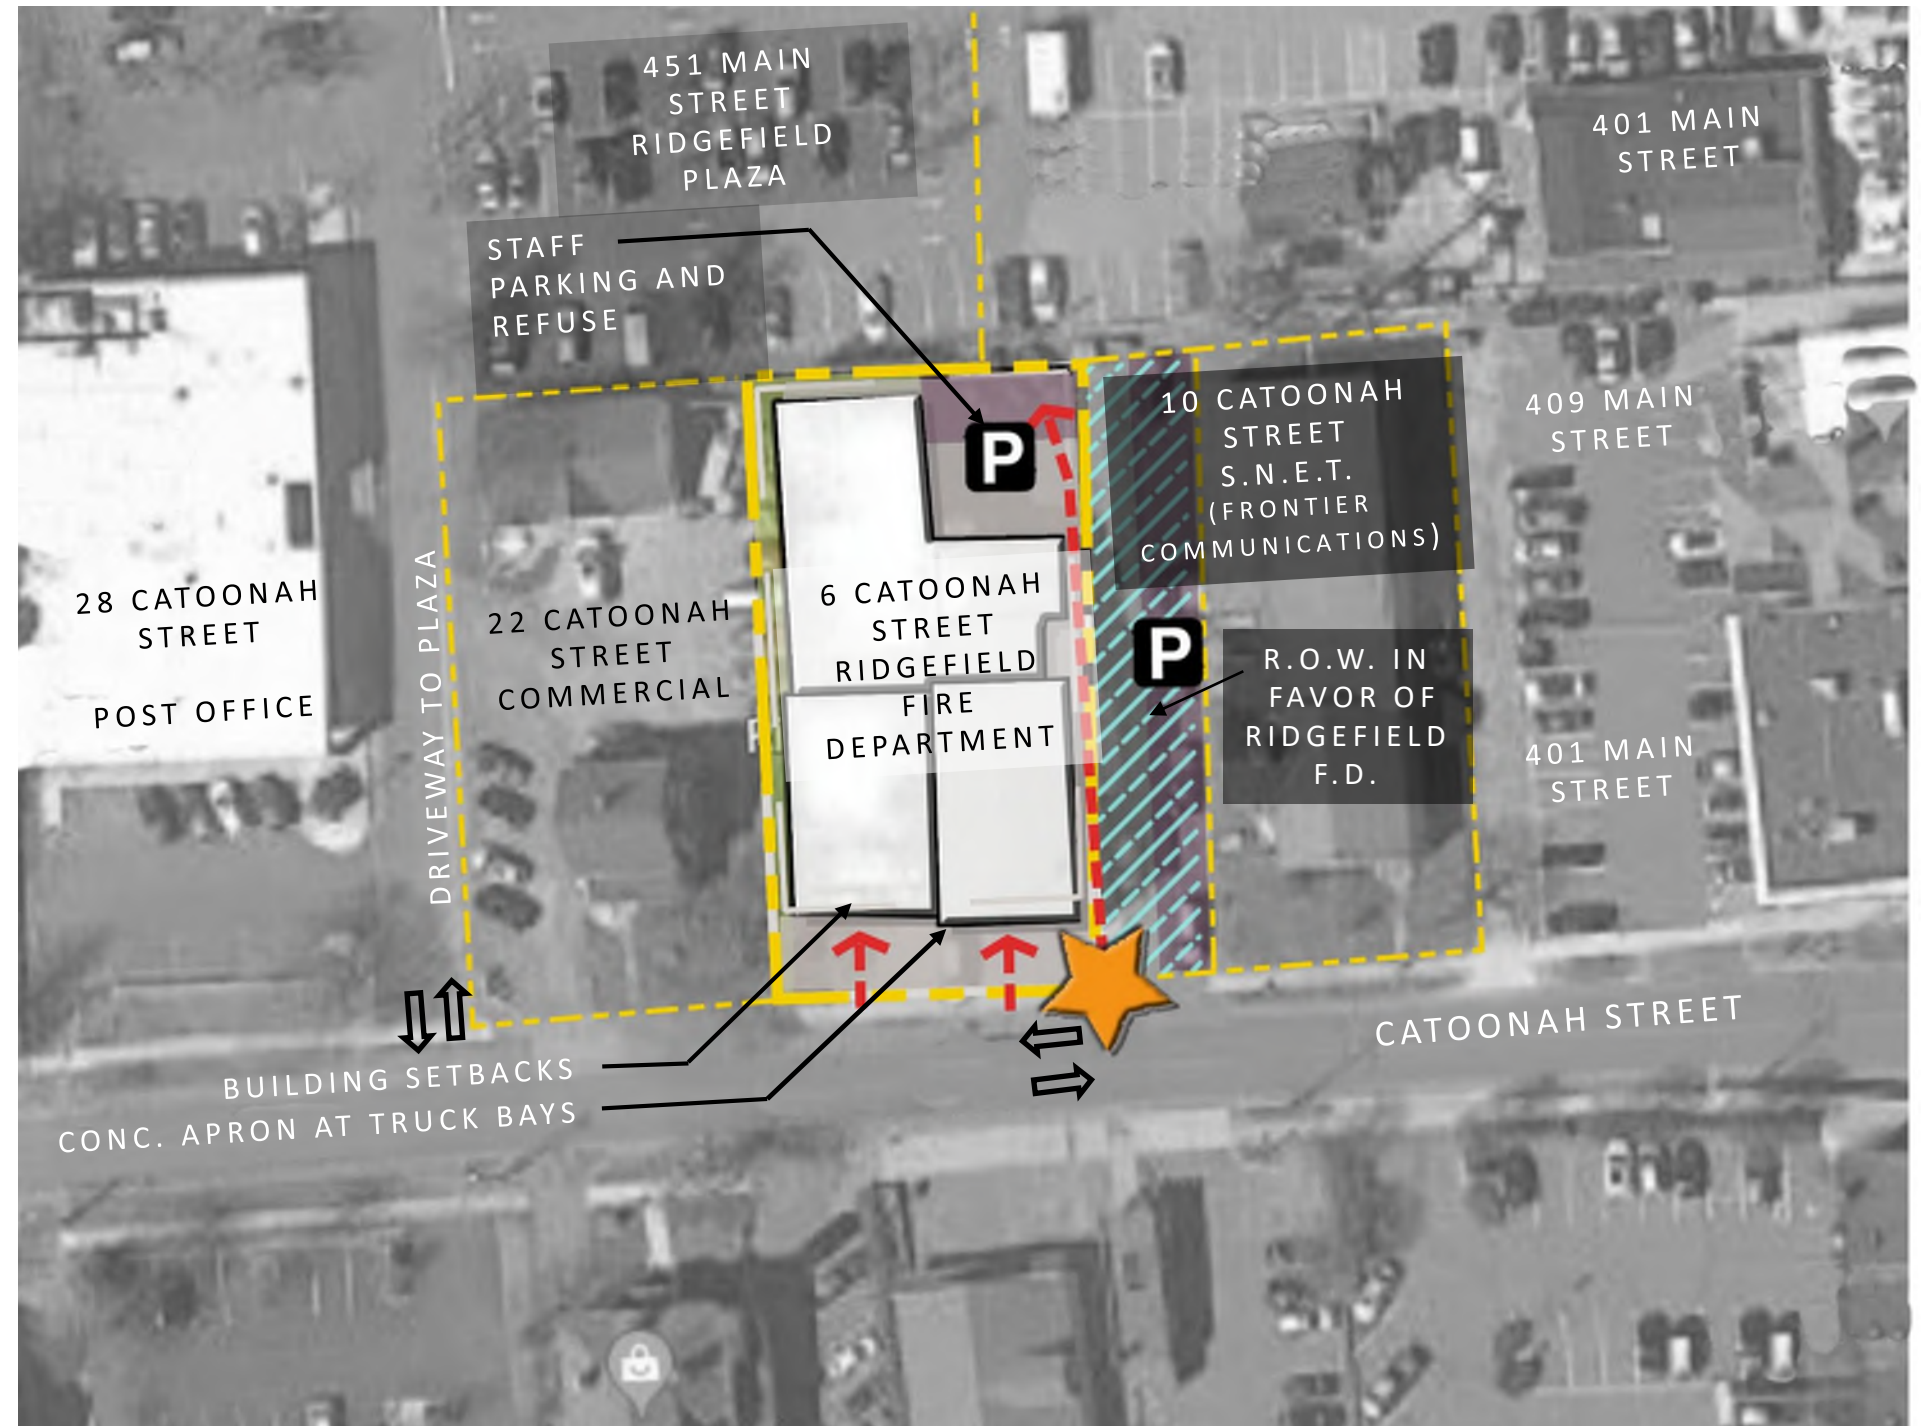 451 MAIN
STREET
RIDGEFIELD
PLAZA
401 MAIN
STREET
STAFF
PARKING AND
REFUSE
10 CATOONAH
STREET
S.N.E.T.
(FRONTIER
COMMUNICATIONS)
409 MAIN
STREET
P
28 CATOONAH
STREET
POST OFFICE
DRIVEWAY TO PLAZA
22 CATOONAH
STREET
COMMERCIAL
6 CATOONAH
STREET
RIDGEFIELD
FIRE
DEPARTMENT
P
R.O.W. IN
FAVOR OF
RIDGEFIELD
F.D.
401 MAIN
STREET
CATOONAH STREET
BUILDING SETBACKS
CONC. APRON AT TRUCK BAYS